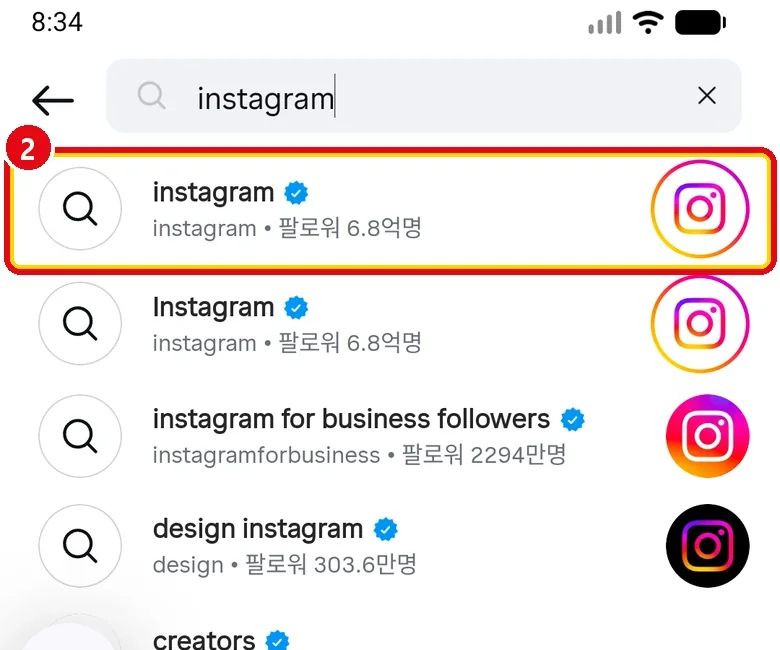 8:34
instagram
2
instagram
instagram • 팔로워 6.8억명
Instagram
instagram • 팔로워 6.8억명
instagram for business followers
instagramforbusiness • 팔로워 2294만명
design instagram
design • 팔로워 303.6만명
creators